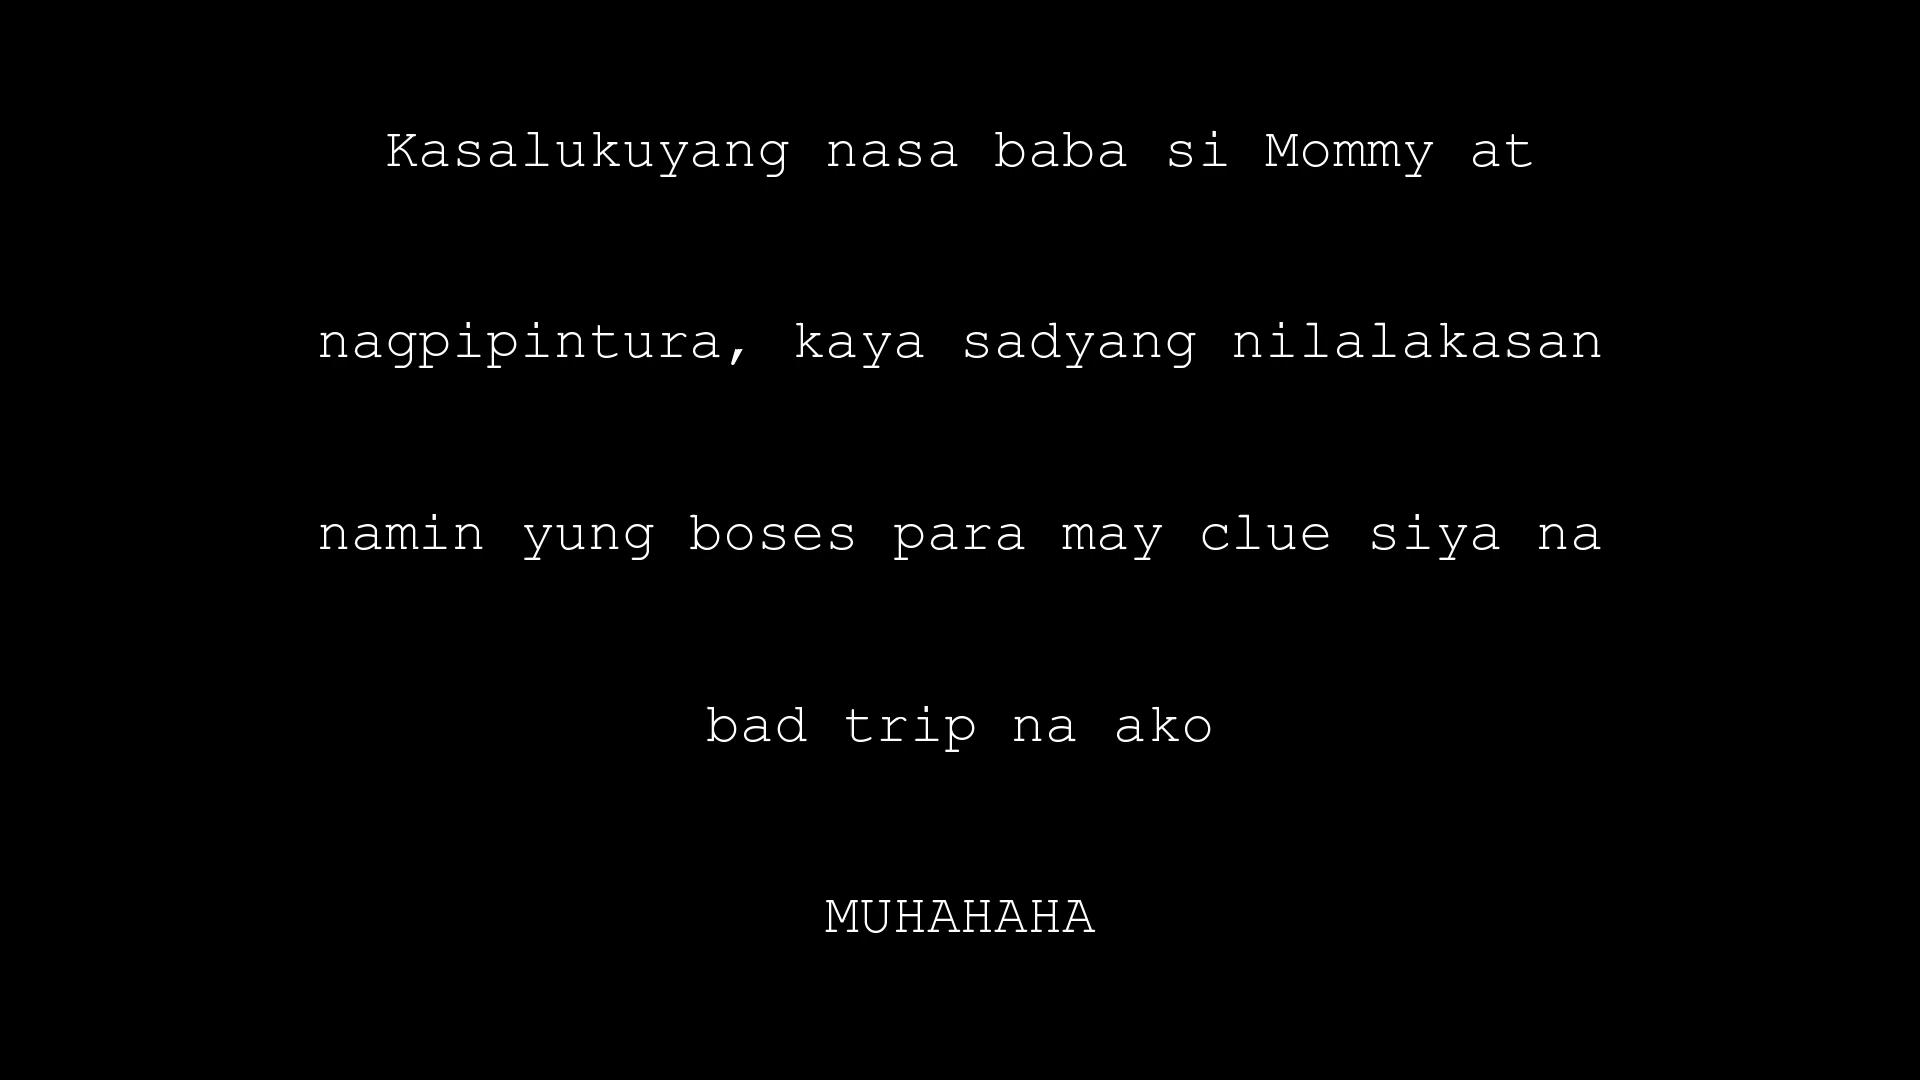 Kasalukuyang nasa baba si Mommy at
nagpipintura, kaya sadyang nilalakasan
namin yung boses para may clue siya na
bad trip na ako
MUHAHAHA